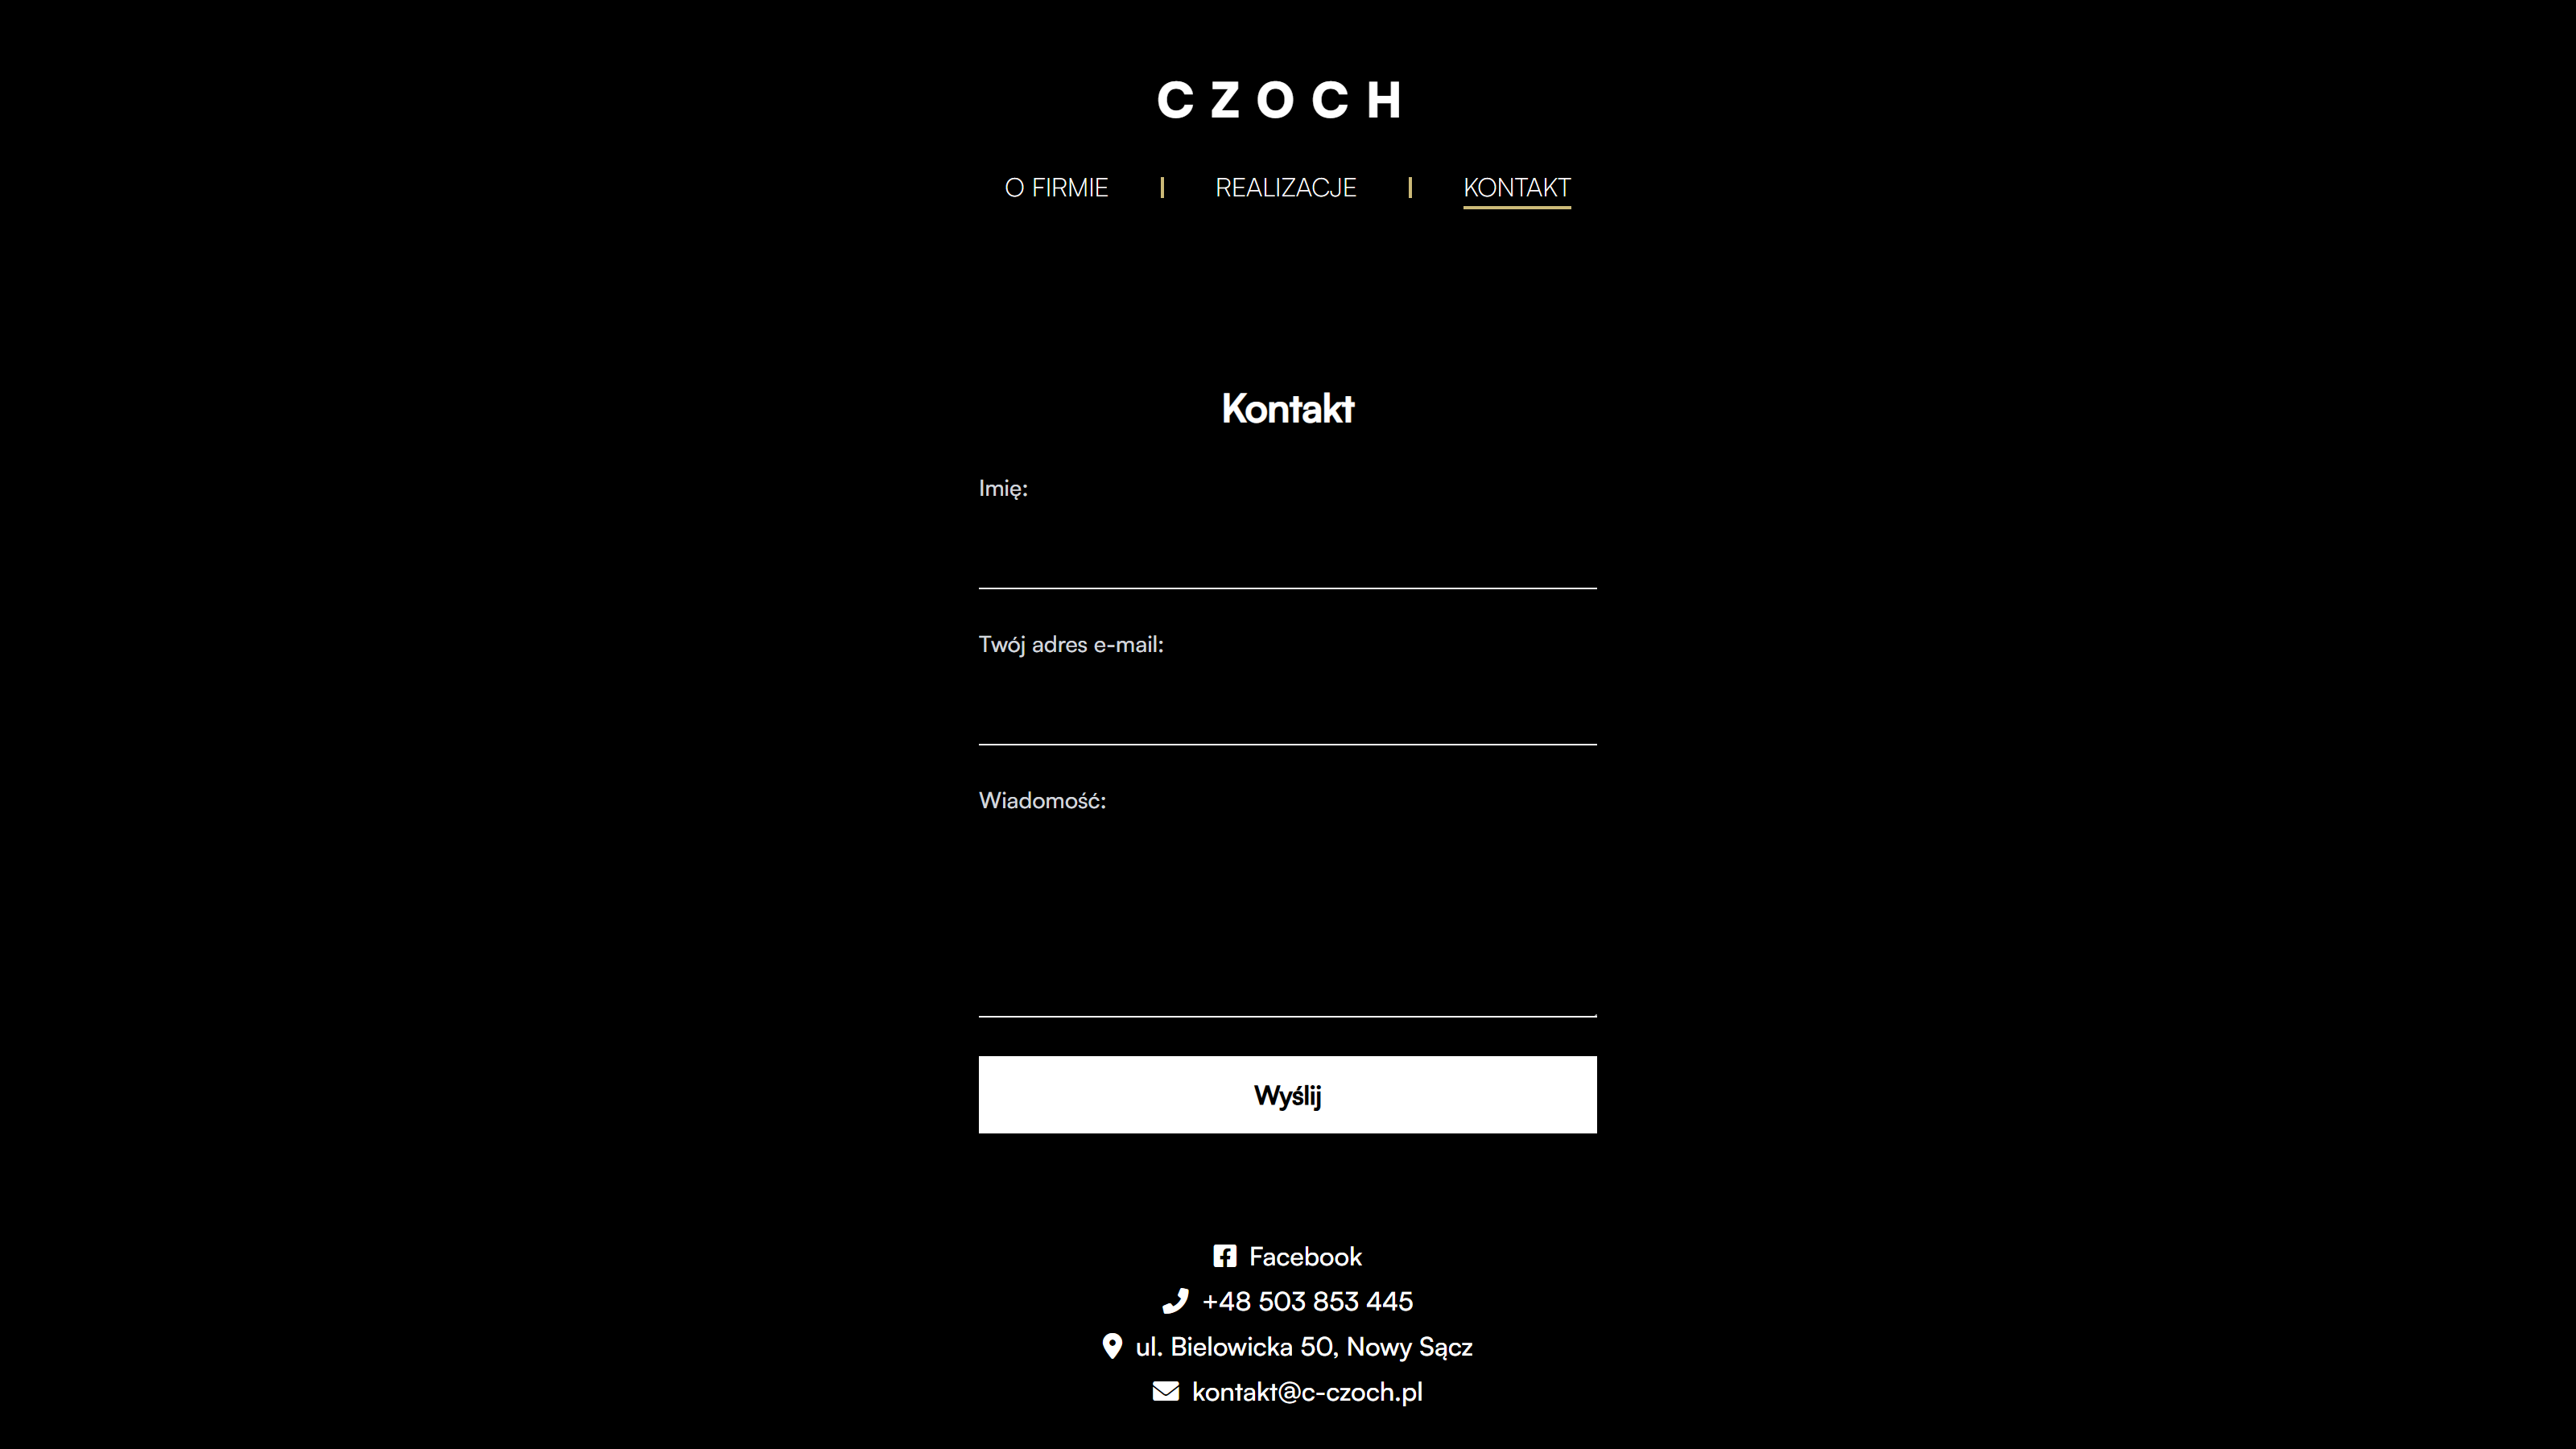 CZOCH
O FIRMIE | REALIZACJE | KONTAKT
Kontakt
Imię:
Twój adres e-mail:
Wiadomość:
Wyślij
Facebook
+48 503 853 445
ul. Bielowicka 50, Nowy Sącz
kontakt@c-czoch.pl